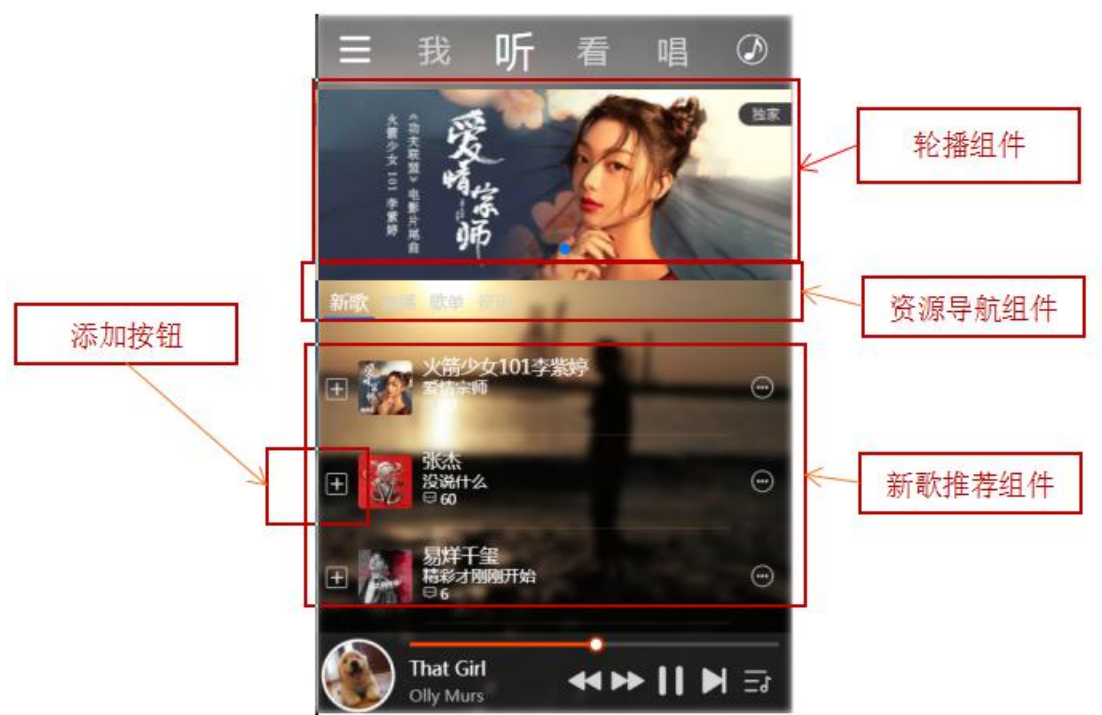 我 听 看 唱
独家
爱情宗师
《功夫联盟》电影片尾曲
火箭少女101 李紫婷
轮播组件
资源导航组件
新歌 歌单
添加按钮
火箭少女101李紫婷
爱情宗师
张杰
没说什么
60
易烊千玺
精彩才刚刚开始
6
新歌推荐组件
That Girl
Olly Murs